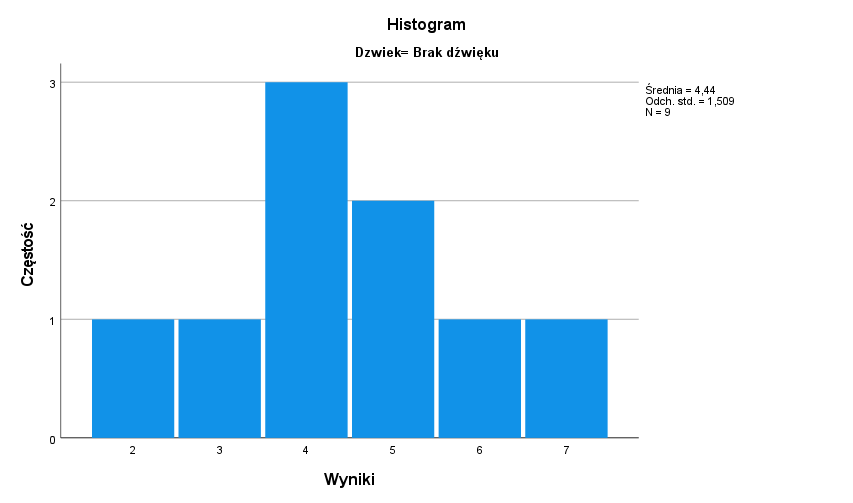 Histogram
Dzwiek= Brak dźwięku
Średnia = 4,44
Odch. std. = 1,509
N = 9
Częstość
3
2
1
0
2 3 4 5 6 7
Wyniki